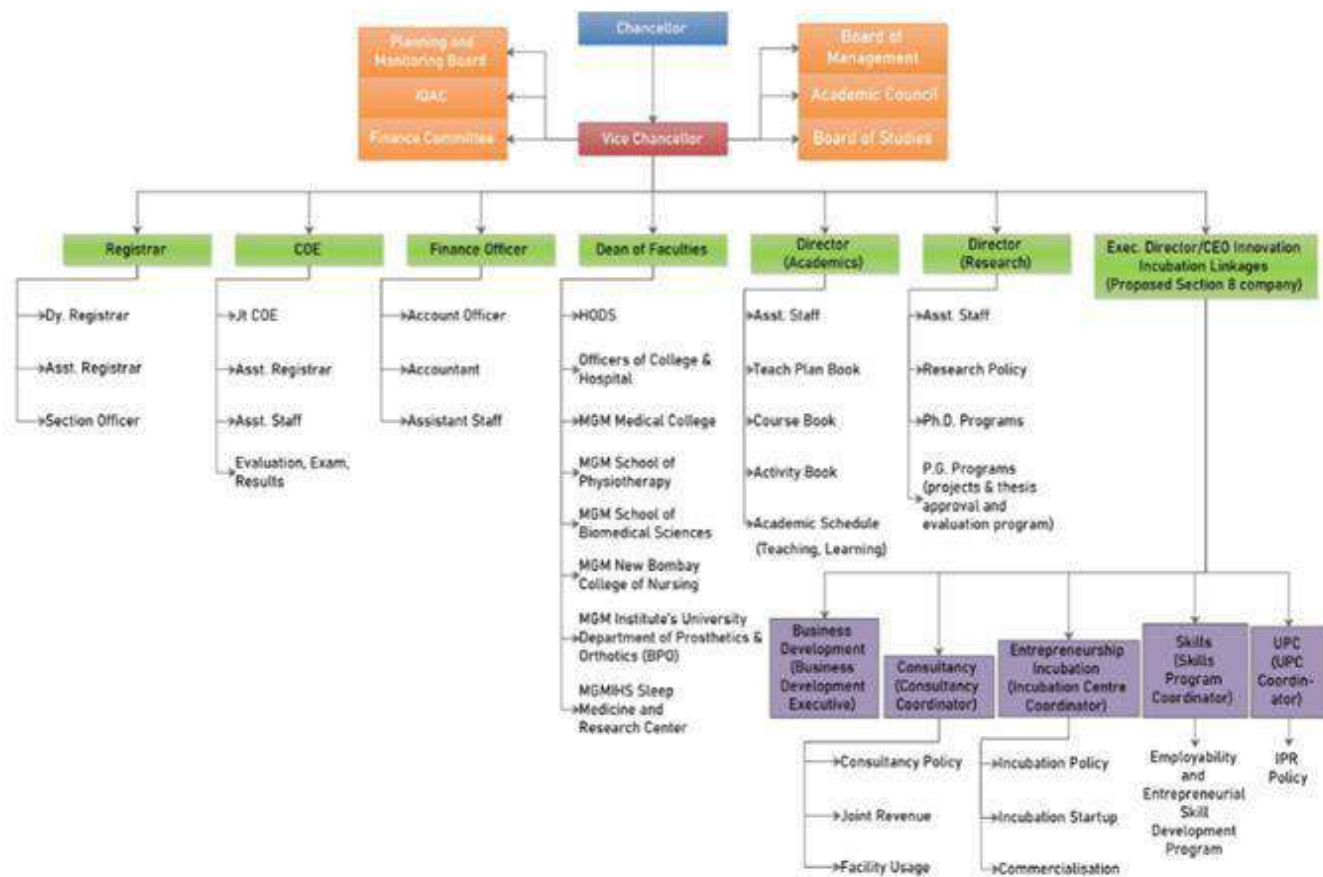 Chancellor
Planning and
Monitoring Board
IQAC
Finance Committee
Vice Chancellor
Board of
Management
Academic Council
Board of Studies
Registrar
Dy. Registrar
Asst. Registrar
Section Officer
COE
Jt COE
Asst. Registrar
Asst. Staff
Evaluation, Exam,
Results
Finance Officer
Account Officer
Accountant
Assistant Staff
Dean of Faculties
HODS
Officers of College &
Hospital
MGM Medical College
MGM School of
Physiotherapy
MGM School of
Biomedical Sciences
MGM New Bombay
College of Nursing
MGM Institute's University
Department of Prosthetics &
Orthotics (BPO)
MGMIHS Sleep
Medicine and
Research Center
Director
(Academics)
Asst. Staff
Teach Plan Book
Course Book
Activity Book
Academic Schedule
(Teaching, Learning)
Director
(Research)
Asst. Staff
Research Policy
Ph.D. Programs
P.G. Programs
(projects & thesis
approval and
evaluation program)
Exec. Director/CEO Innovation
Incubation Linkages
(Proposed Section 8 company)
Business
Development
(Business
Development
Executive)
Consultancy
(Consultancy
Coordinator)
Consultancy Policy
Joint Revenue
Facility Usage
Entrepreneurship
Incubation
(Incubation Centre
Coordinator)
Incubation Policy
Incubation Startup
Commercialisation
Skills
(Skills
Program
Coordinator)
Employability
and
Entrepreneurial
Skill
Development
Program
UPC
(UPC
Coordin-
ator)
IPR
Policy